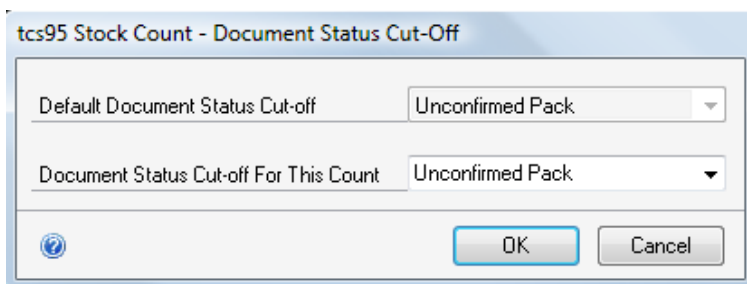 tcs95 Stock Count - Document Status Cut-Off
Default Document Status Cut-off Unconfirmed Pack
Document Status Cut-off For This Count Unconfirmed Pack
OK Cancel